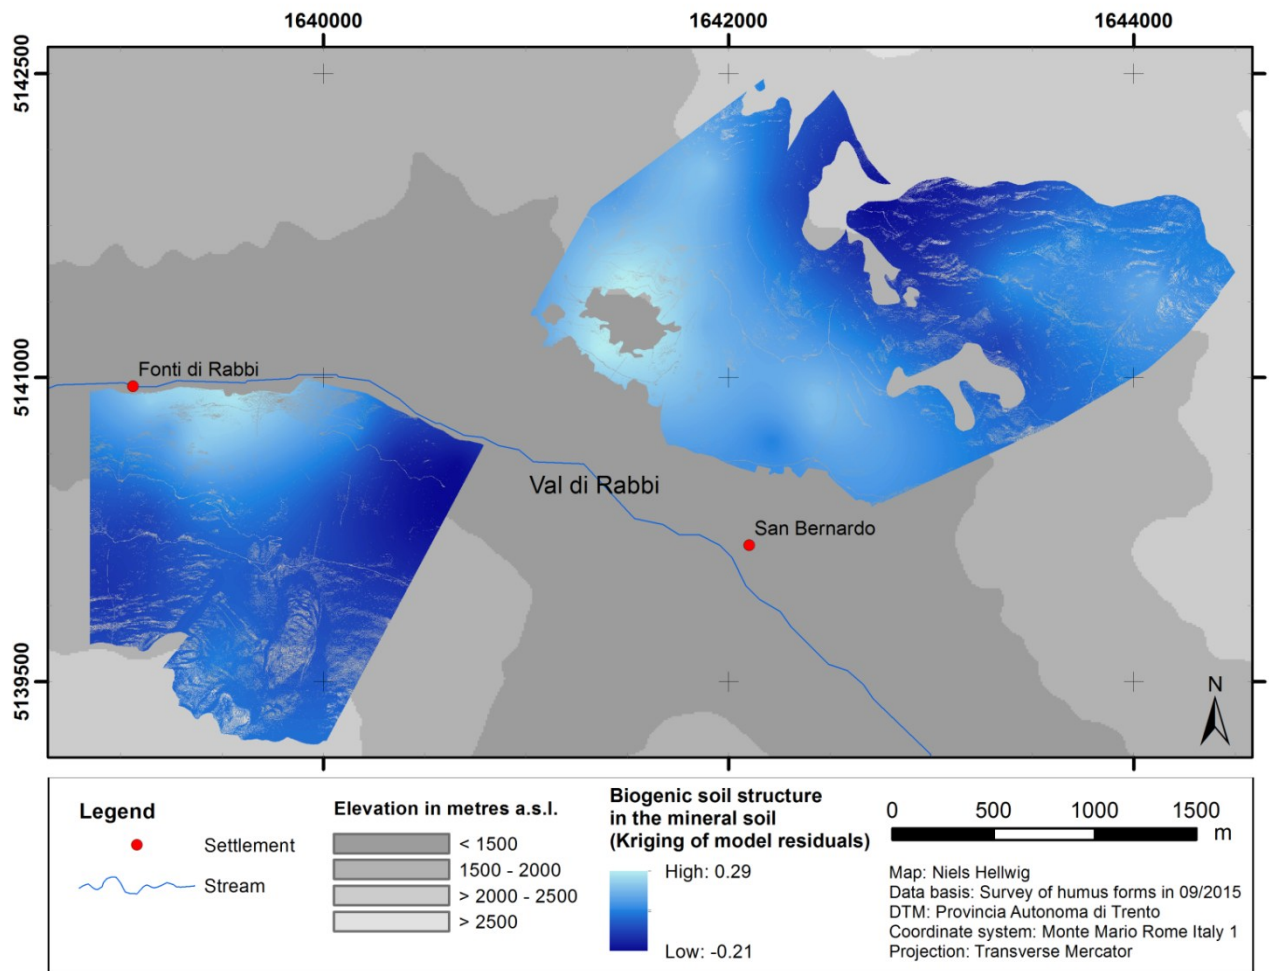 1640000
1642000
1644000
5142500
5141000
5139500
Fonti di Rabbi
Val di Rabbi
San Bernardo
N
Legend
Settlement
Stream
Elevation in metres a.s.l.
< 1500
1500 - 2000
> 2000 - 2500
> 2500
Biogenic soil structure
in the mineral soil
(Kriging of model residuals)
High: 0.29
Low: -0.21
0 500 1000 1500
m
Map: Niels Hellwig
Data basis: Survey of humus forms in 09/2015
DTM: Provincia Autonoma di Trento
Coordinate system: Monte Mario Rome Italy 1
Projection: Transverse Mercator